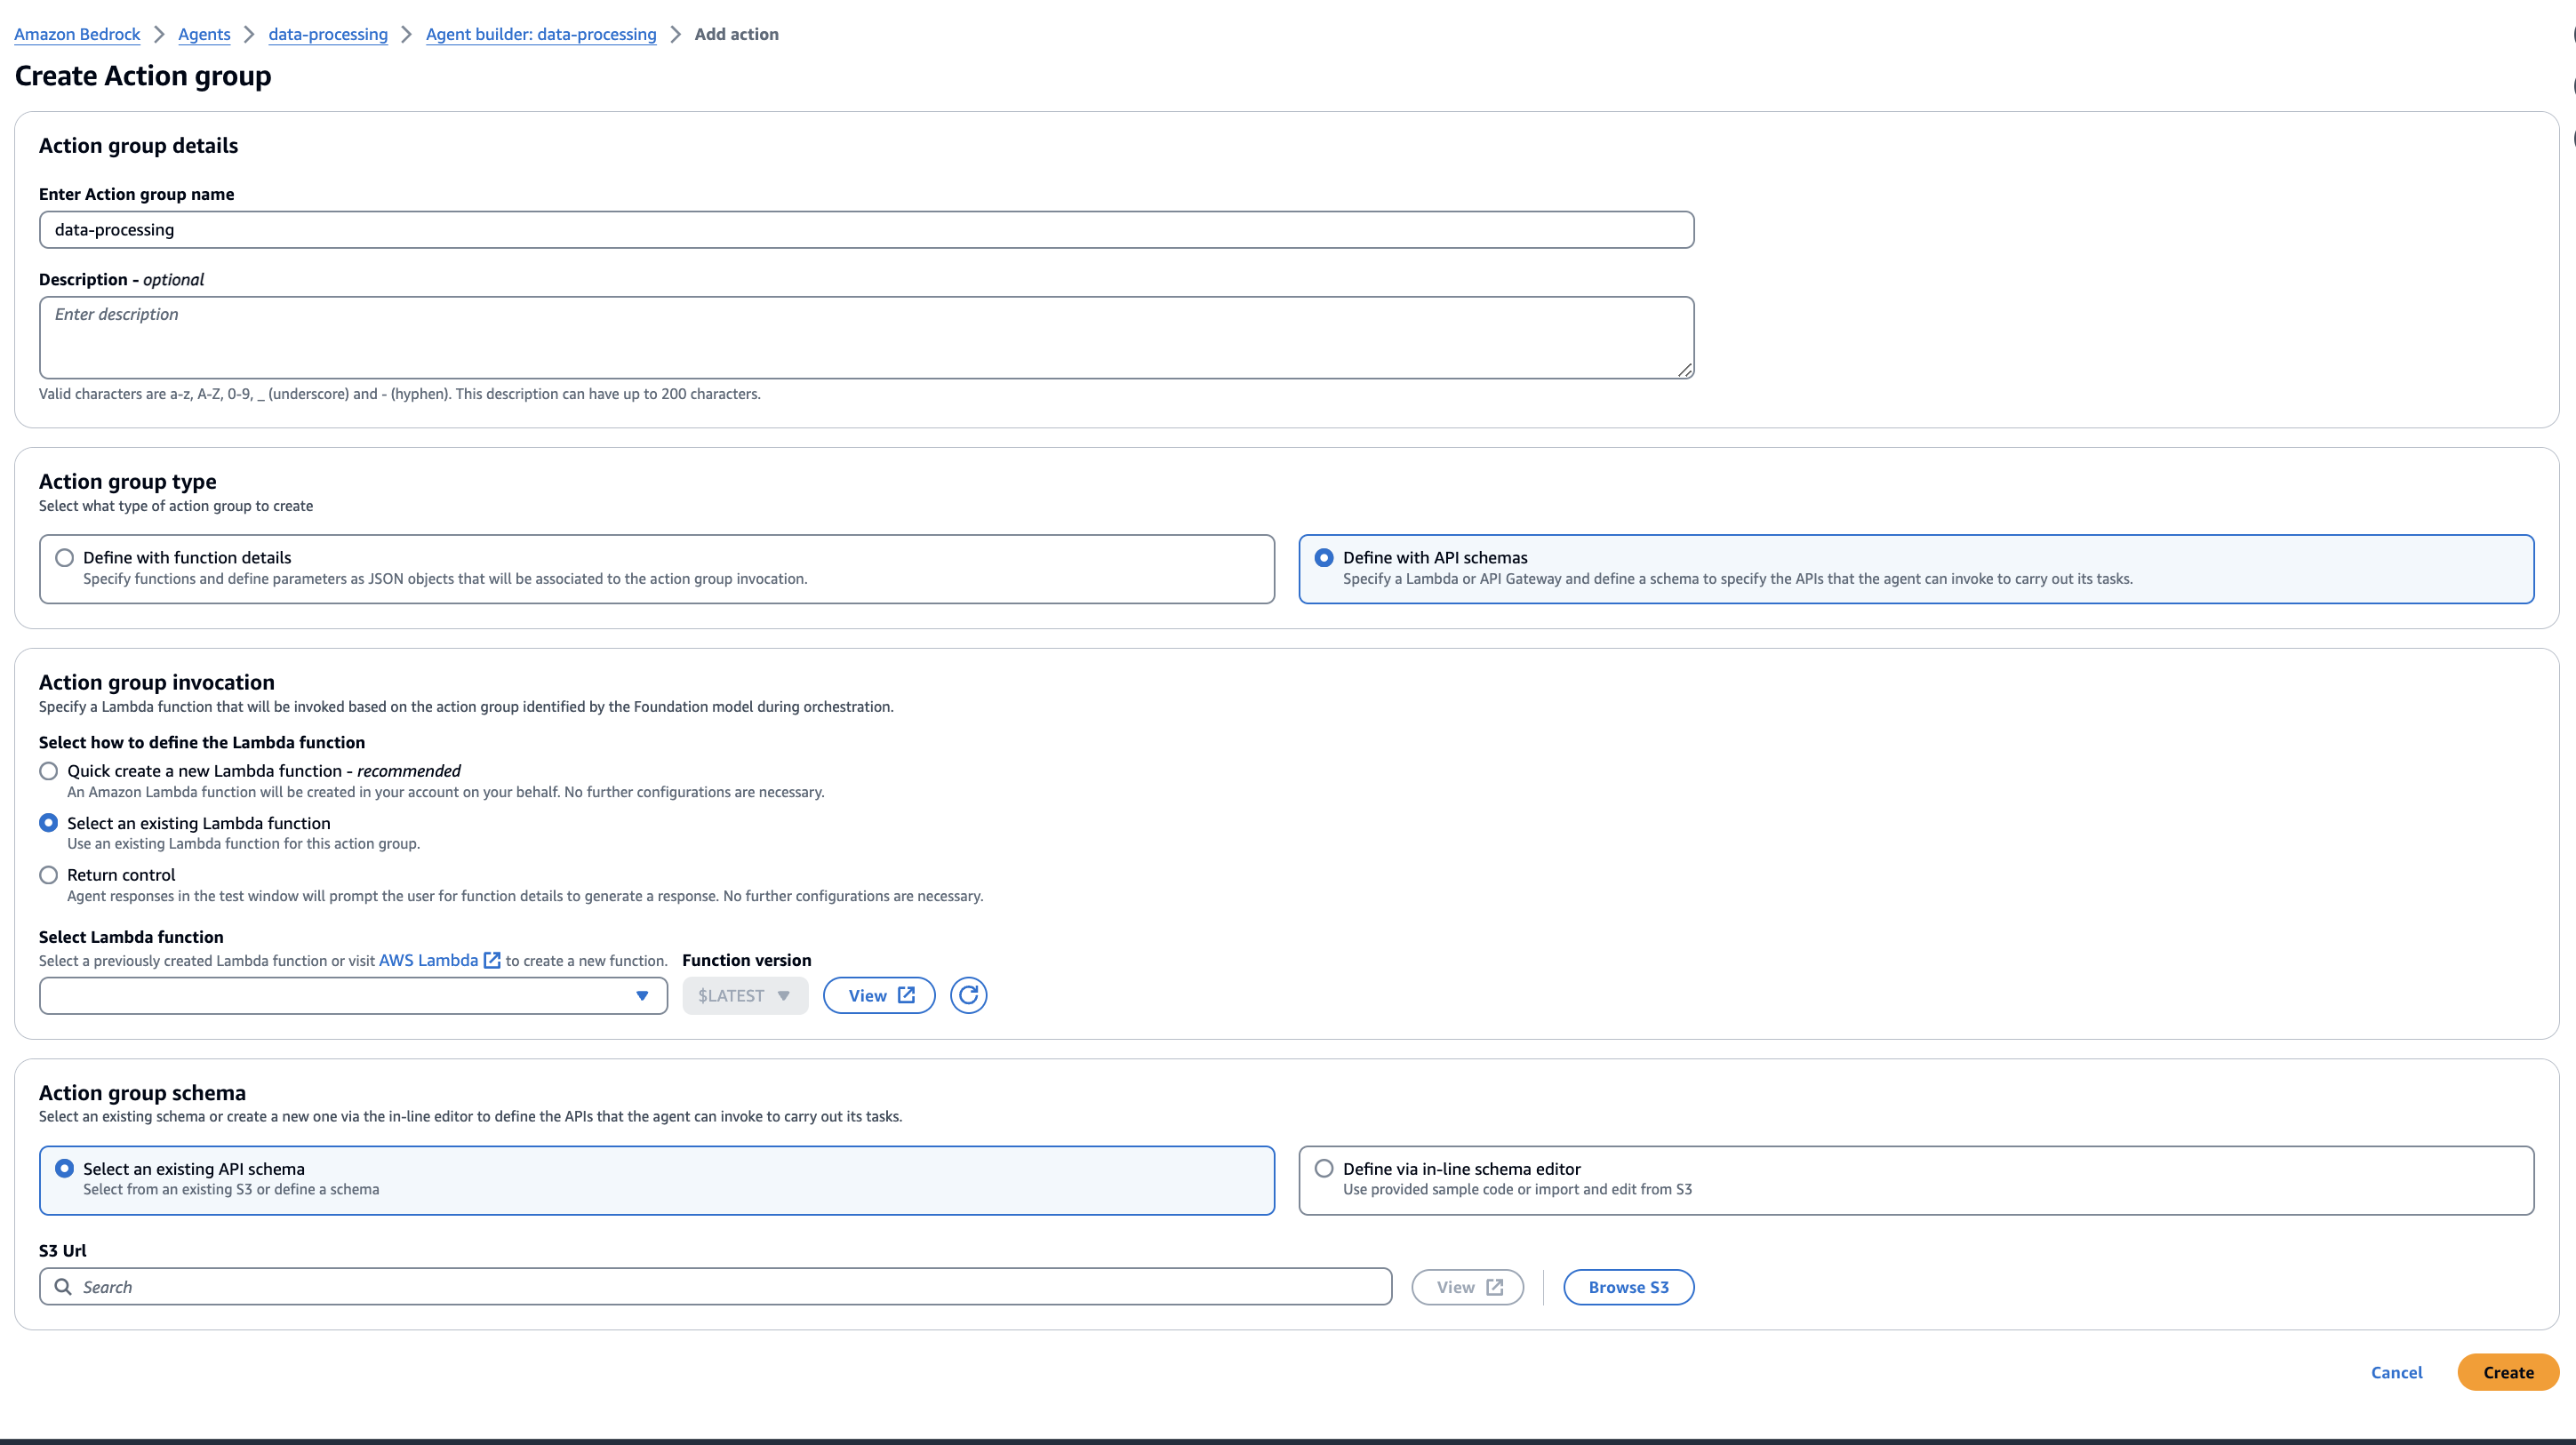 Amazon Bedrock > Agents > data-processing > Agent builder: data-processing > Add action
Create Action group
Action group details
Enter Action group name
data-processing
Description - optional
Enter description
Valid characters are a-z, A-Z, 0-9, _ (underscore) and - (hyphen). This description can have up to 200 characters.
Action group type
Select what type of action group to create
Define with function details
Specify functions and define parameters as JSON objects that will be associated to the action group invocation.
Define with API schemas
Specify a Lambda or API Gateway and define a schema to specify the APIs that the agent can invoke to carry out its tasks.
Action group invocation
Specify a Lambda function that will be invoked based on the action group identified by the Foundation model during orchestration.
Select how to define the Lambda function
Quick create a new Lambda function - recommended
An Amazon Lambda function will be created in your account on your behalf. No further configurations are necessary.
Select an existing Lambda function
Use an existing Lambda function for this action group.
Return control
Agent responses in the test window will prompt the user for function details to generate a response. No further configurations are necessary.
Select Lambda function
Select a previously created Lambda function or visit AWS Lambda to create a new function.
Function version
$LATEST
View
Action group schema
Select an existing schema or create a new one via the in-line editor to define the APIs that the agent can invoke to carry out its tasks.
Select an existing API schema
Select from an existing S3 or define a schema
Define via in-line schema editor
Use provided sample code or import and edit from S3
S3 Url
Search
View
Browse S3
Cancel
Create